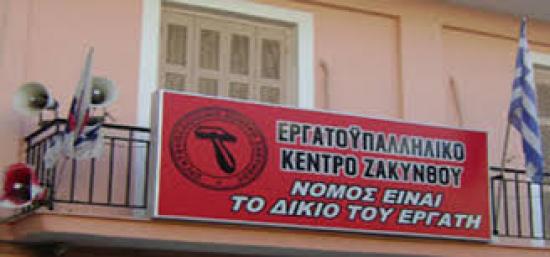 ΕΡΓΑΤΟΫΠΑΛΛΗΛΙΚΟ
ΚΕΝΤΡΟ ΖΑΚΥΝΘΟΥ
ΝΟΜΟΣ ΕΙΝΑΙ
ΤΟ ΔΙΚΙΟ ΤΟΥ ΕΡΓΑΤΗ